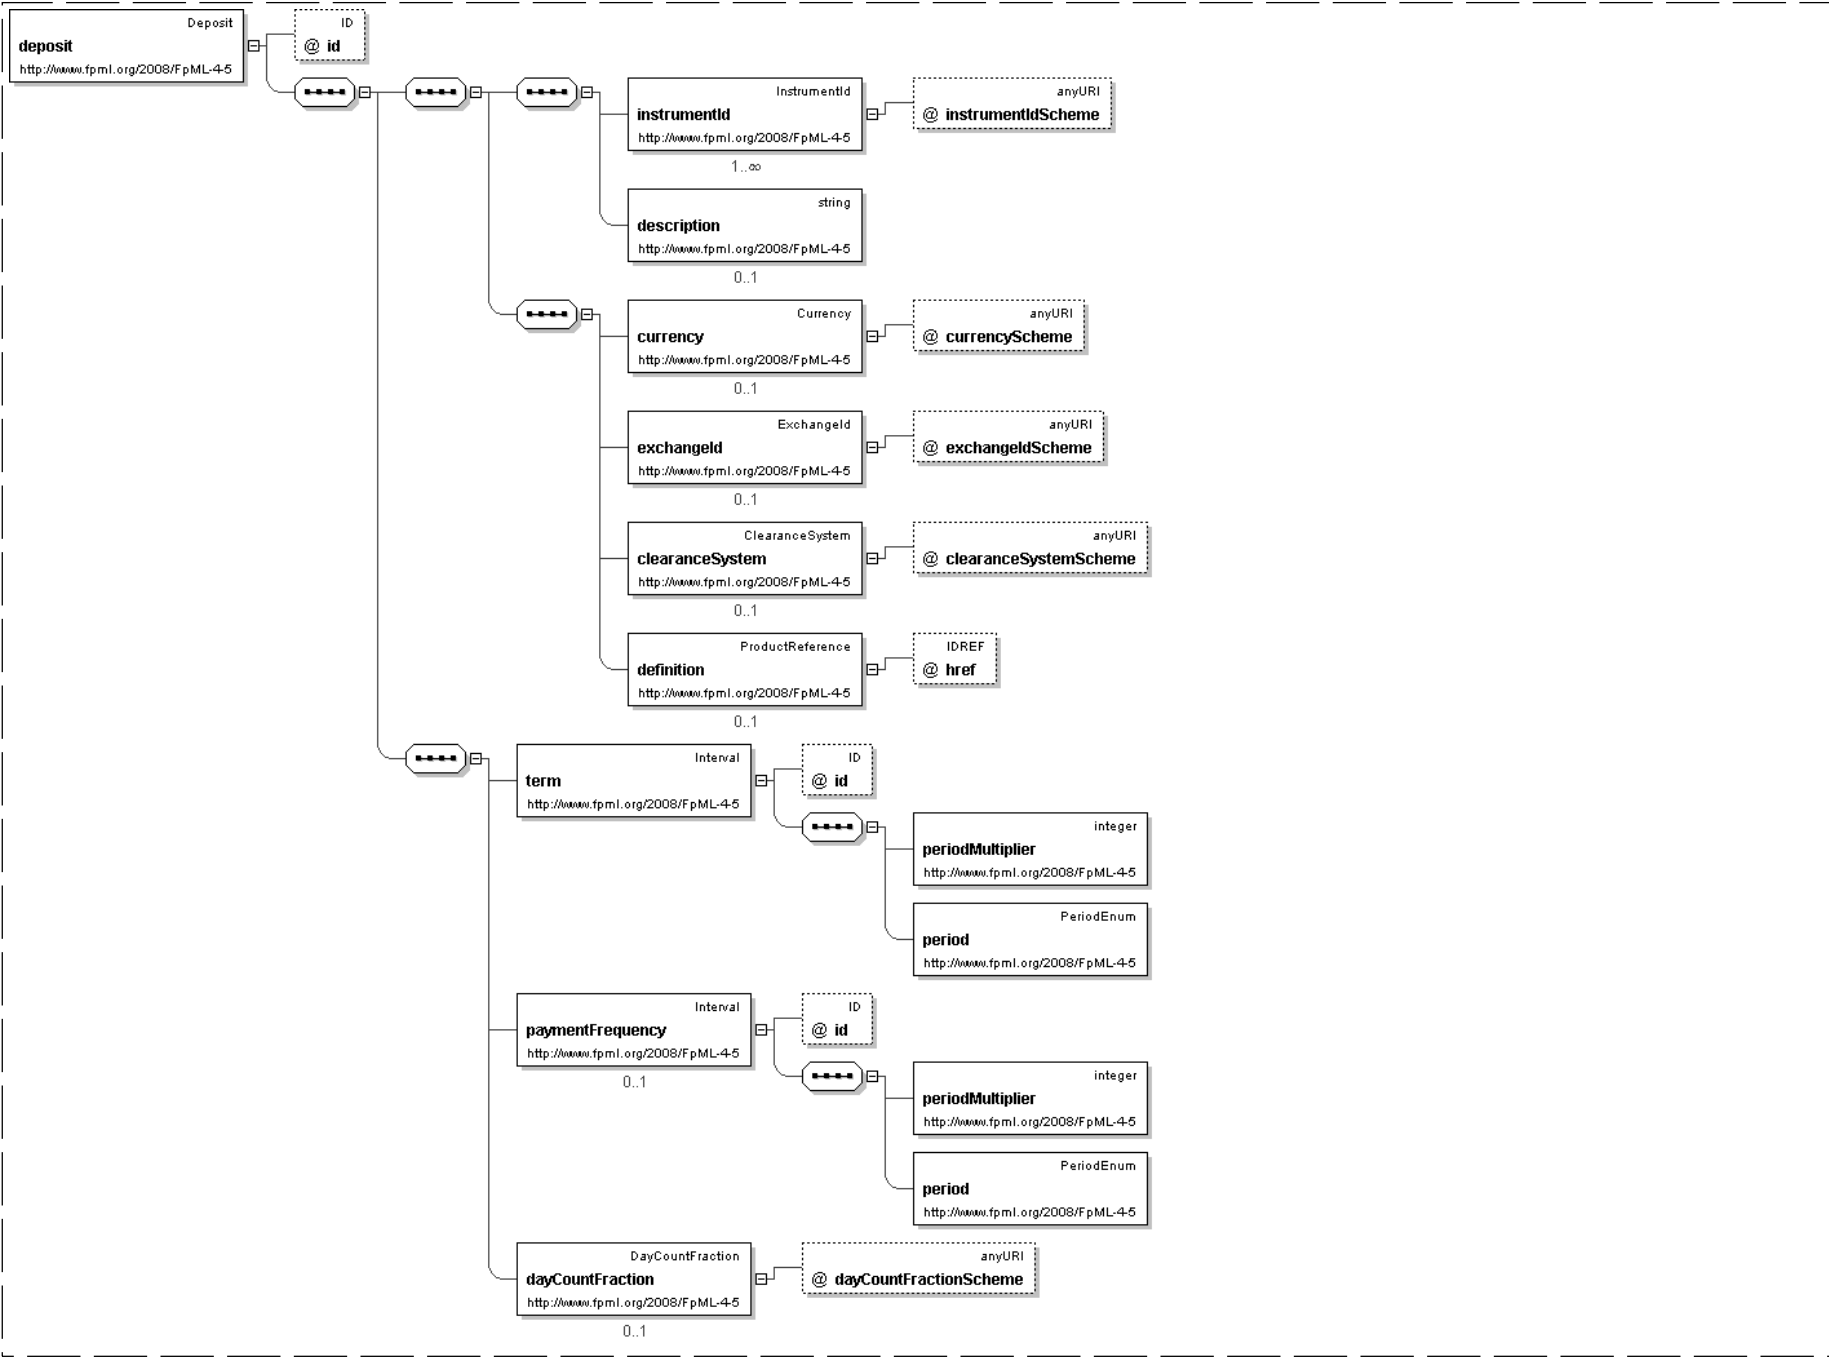 Deposit
deposit
http://www.fpml.org/2008/FpML-4-5
ID
@ id
InstrumentId
instrumentId
http://www.fpml.org/2008/FpML-4-5
1..∞
anyURI
@ instrumentIdScheme
string
description
http://www.fpml.org/2008/FpML-4-5
0..1
Currency
currency
http://www.fpml.org/2008/FpML-4-5
0..1
anyURI
@ currencyScheme
ExchangeId
exchangeId
http://www.fpml.org/2008/FpML-4-5
0..1
anyURI
@ exchangeIdScheme
ClearanceSystem
clearanceSystem
http://www.fpml.org/2008/FpML-4-5
0..1
anyURI
@ clearanceSystemScheme
ProductReference
definition
http://www.fpml.org/2008/FpML-4-5
0..1
IDREF
@ href
Interval
term
http://www.fpml.org/2008/FpML-4-5
ID
@ id
integer
periodMultiplier
http://www.fpml.org/2008/FpML-4-5
PeriodEnum
period
http://www.fpml.org/2008/FpML-4-5
Interval
paymentFrequency
http://www.fpml.org/2008/FpML-4-5
0..1
ID
@ id
integer
periodMultiplier
http://www.fpml.org/2008/FpML-4-5
PeriodEnum
period
http://www.fpml.org/2008/FpML-4-5
DayCountFraction
dayCountFraction
http://www.fpml.org/2008/FpML-4-5
0..1
anyURI
@ dayCountFractionScheme